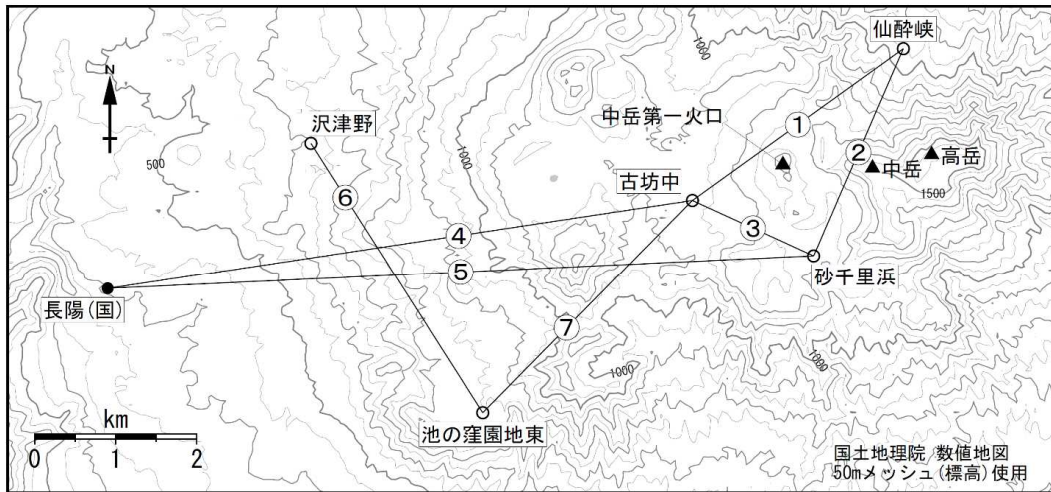 仙酔峡
1000
N
中岳第一火口
①
沢津野
②
高岳
中岳
500
1000
1500
古坊中
⑥
④
③
⑤
砂千里浜
長陽(国)
⑦
1000
1000
km
池の窪園地東
0 1 2
国土地理院 数値地図
50mメッシュ(標高)使用